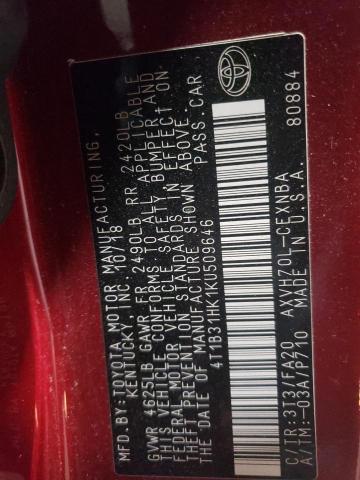 MFD BY: TOYOTA MOTOR MANUFACTURING,
KENTUCKY INC. 10/18
GVWR 4625LB GAWR FR 2490LB RR 2420LB
THIS VEHICLE CONFORMS TO ALL APPLICABLE
FEDERAL MOTOR VEHICLE SAFETY, BUMPER AND
THEFT PREVENTION STANDARDS IN EFFECT ON
THE DATE OF MANUFACTURE SHOWN ABOVE.
4T1B31HK1KU509646 PASS. CAR
C/TR: 3T3/FA20 AXVH70L-CEXNBA
A/TM: -03A/P710 MADE IN U.S.A. 80884